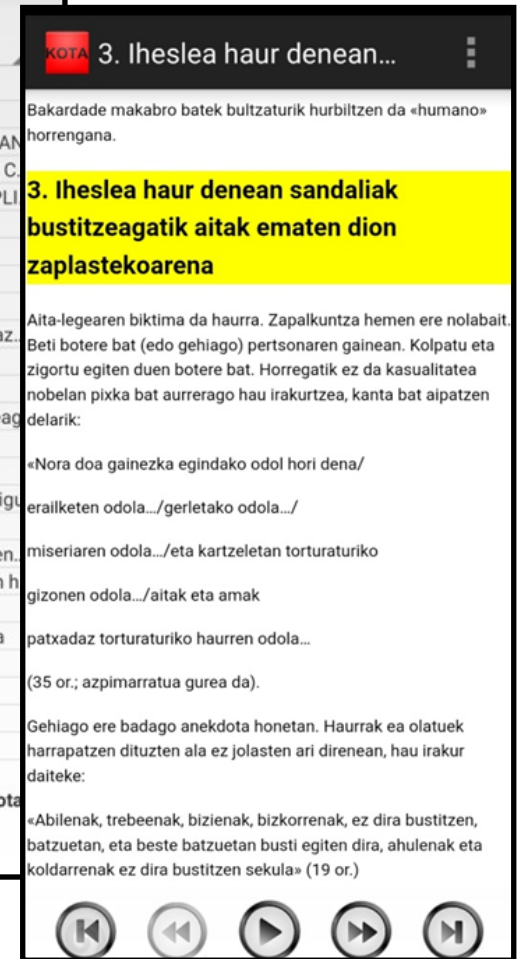 KOTA 3. Iheslea haur denean...
Bakardade makabro batek bultzaturik hurbiltzen da «humano»
horrengana.
3. Iheslea haur denean sandaliak
bustitzeagatik aitak ematen dion
zaplastekoarena
Aita-legearen biktima da haurra. Zapalkuntza hemen ere nolabait.
Beti botere bat (edo gehiago) pertsonaren gainean. Kolpatu eta
zigortu egiten duen botere bat. Horregatik ez da kasualitatea
nobelan pixka bat aurrerago hau irakurtzea, kanta bat aipatzen
delarik:
«Nora doa gainezka egindako odol hori dena/
erailketen odola.../gerletako odola.../
miseriaren odola.../eta kartzeletan torturaturiko
gizonen odola.../aitak eta amak
patxadaz torturaturiko haurren odola...
(35 or.; azpimarratua gurea da).
Gehiago ere badago anekdota honetan. Haurrak ea olatuek
harrapatzen dituzten ala ez jolasten ari direnean, hau irakur
daiteke:
«Abilenak, trebeenak, bizienak, bizkorrenak, ez dira bustitzen,
batzuetan, eta beste batzuetan busti egiten dira, ahulenak eta
koldarrenak ez dira bustitzen sekula» (19 or.)